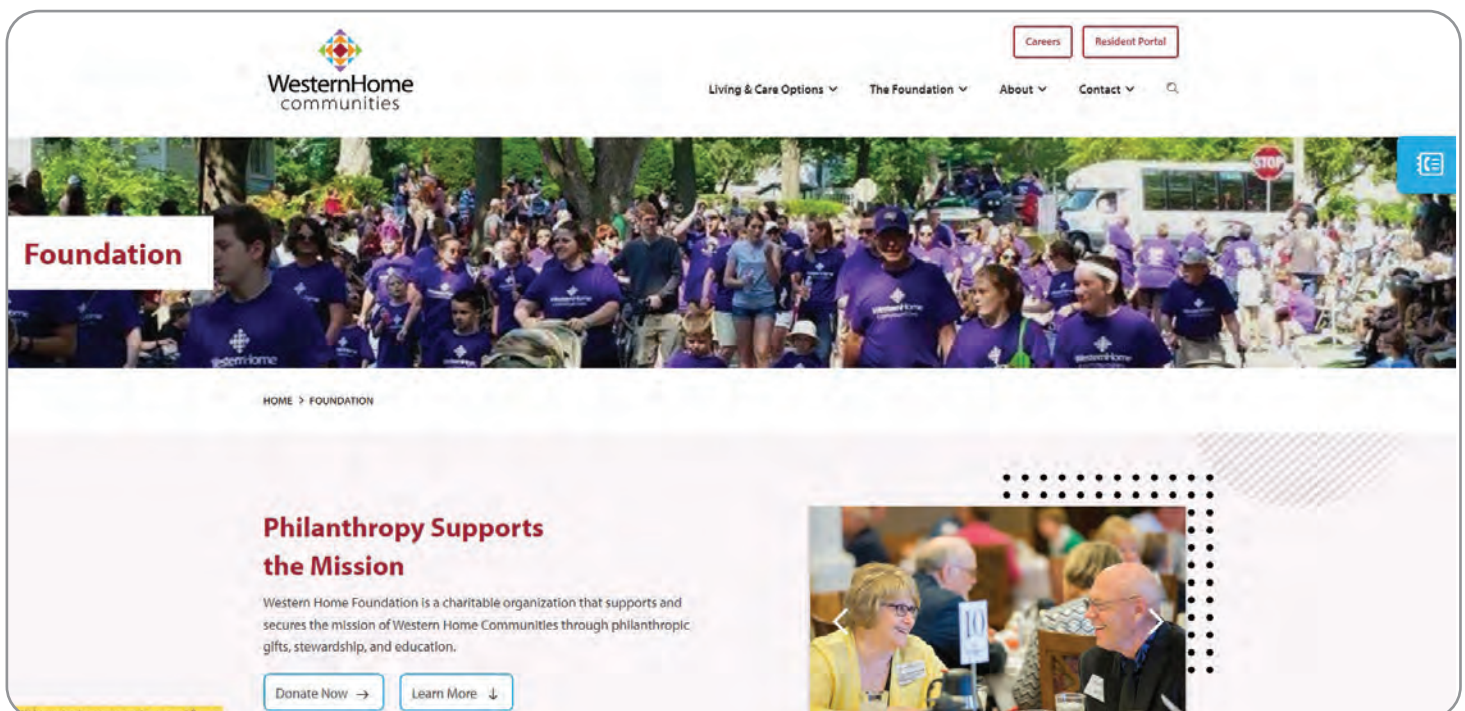 Careers
Resident Portal
WesternHome
communities
Living & Care Options
The Foundation
About
Contact
STOP
Foundation
WesternHome
HOME > FOUNDATION
Philanthropy Supports
the Mission
Western Home Foundation is a charitable organization that supports and
secures the mission of Western Home Communities through philanthropic
gifts, stewardship, and education.
10
Donate Now →
Learn More ↓